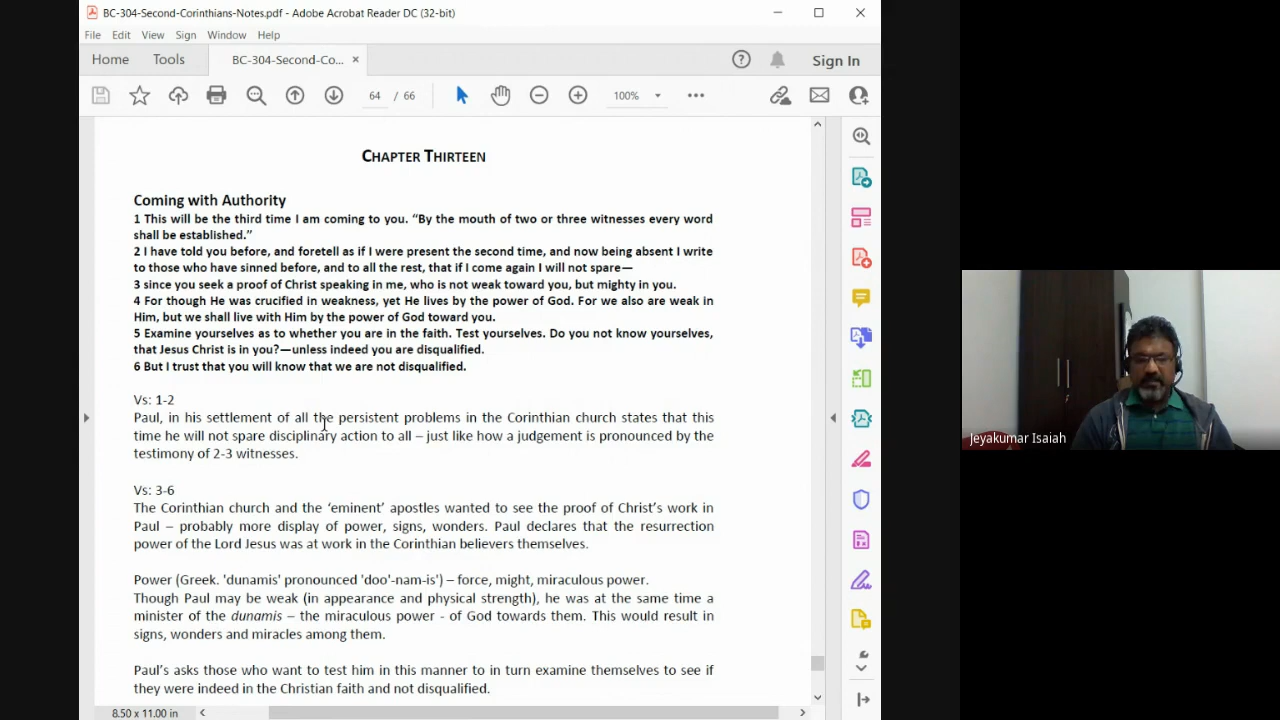 BC-304-Second-Corinthians-Notes.pdf - Adobe Acrobat Reader DC (32-bit)
File Edit View Sign Window Help
Home Tools BC-304-Second-Co... × Sign In
64 / 66 100%
CHAPTER THIRTEEN
Coming with Authority
1 This will be the third time I am coming to you. “By the mouth of two or three witnesses every word
shall be established.”
2 I have told you before, and foretell as if I were present the second time, and now being absent I write
to those who have sinned before, and to all the rest, that if I come again I will not spare—
3 since you seek a proof of Christ speaking in me, who is not weak toward you, but mighty in you.
4 For though He was crucified in weakness, yet He lives by the power of God. For we also are weak in
Him, but we shall live with Him by the power of God toward you.
5 Examine yourselves as to whether you are in the faith. Test yourselves. Do you not know yourselves,
that Jesus Christ is in you?—unless indeed you are disqualified.
6 But I trust that you will know that we are not disqualified.
Vs: 1-2
Paul, in his settlement of all the persistent problems in the Corinthian church states that this
time he will not spare disciplinary action to all – just like how a judgement is pronounced by the
testimony of 2-3 witnesses.
Vs: 3-6
The Corinthian church and the ‘eminent’ apostles wanted to see the proof of Christ’s work in
Paul – probably more display of power, signs, wonders. Paul declares that the resurrection
power of the Lord Jesus was at work in the Corinthian believers themselves.
Power (Greek. 'dunamis' pronounced 'doo'-nam-is') – force, might, miraculous power.
Though Paul may be weak (in appearance and physical strength), he was at the same time a
minister of the dunamis – the miraculous power - of God towards them. This would result in
signs, wonders and miracles among them.
Paul’s asks those who want to test him in this manner to in turn examine themselves to see if
they were indeed in the Christian faith and not disqualified.
8.50 x 11.00 in
Jeyakumar Isaiah